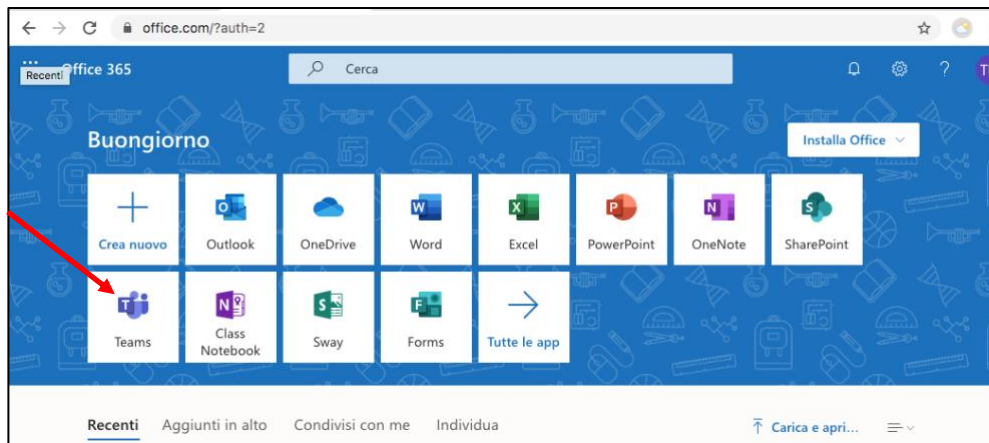 office.com/?auth=2
Recenti
Office 365
Cerca
?
T
Buongiorno
Installa Office
Crea nuovo
Outlook
OneDrive
Word
Excel
PowerPoint
OneNote
SharePoint
Teams
Class
Notebook
Sway
Forms
Tutte le app
Recenti Aggiunti in alto Condivisi con me Individua
Carica e apri...